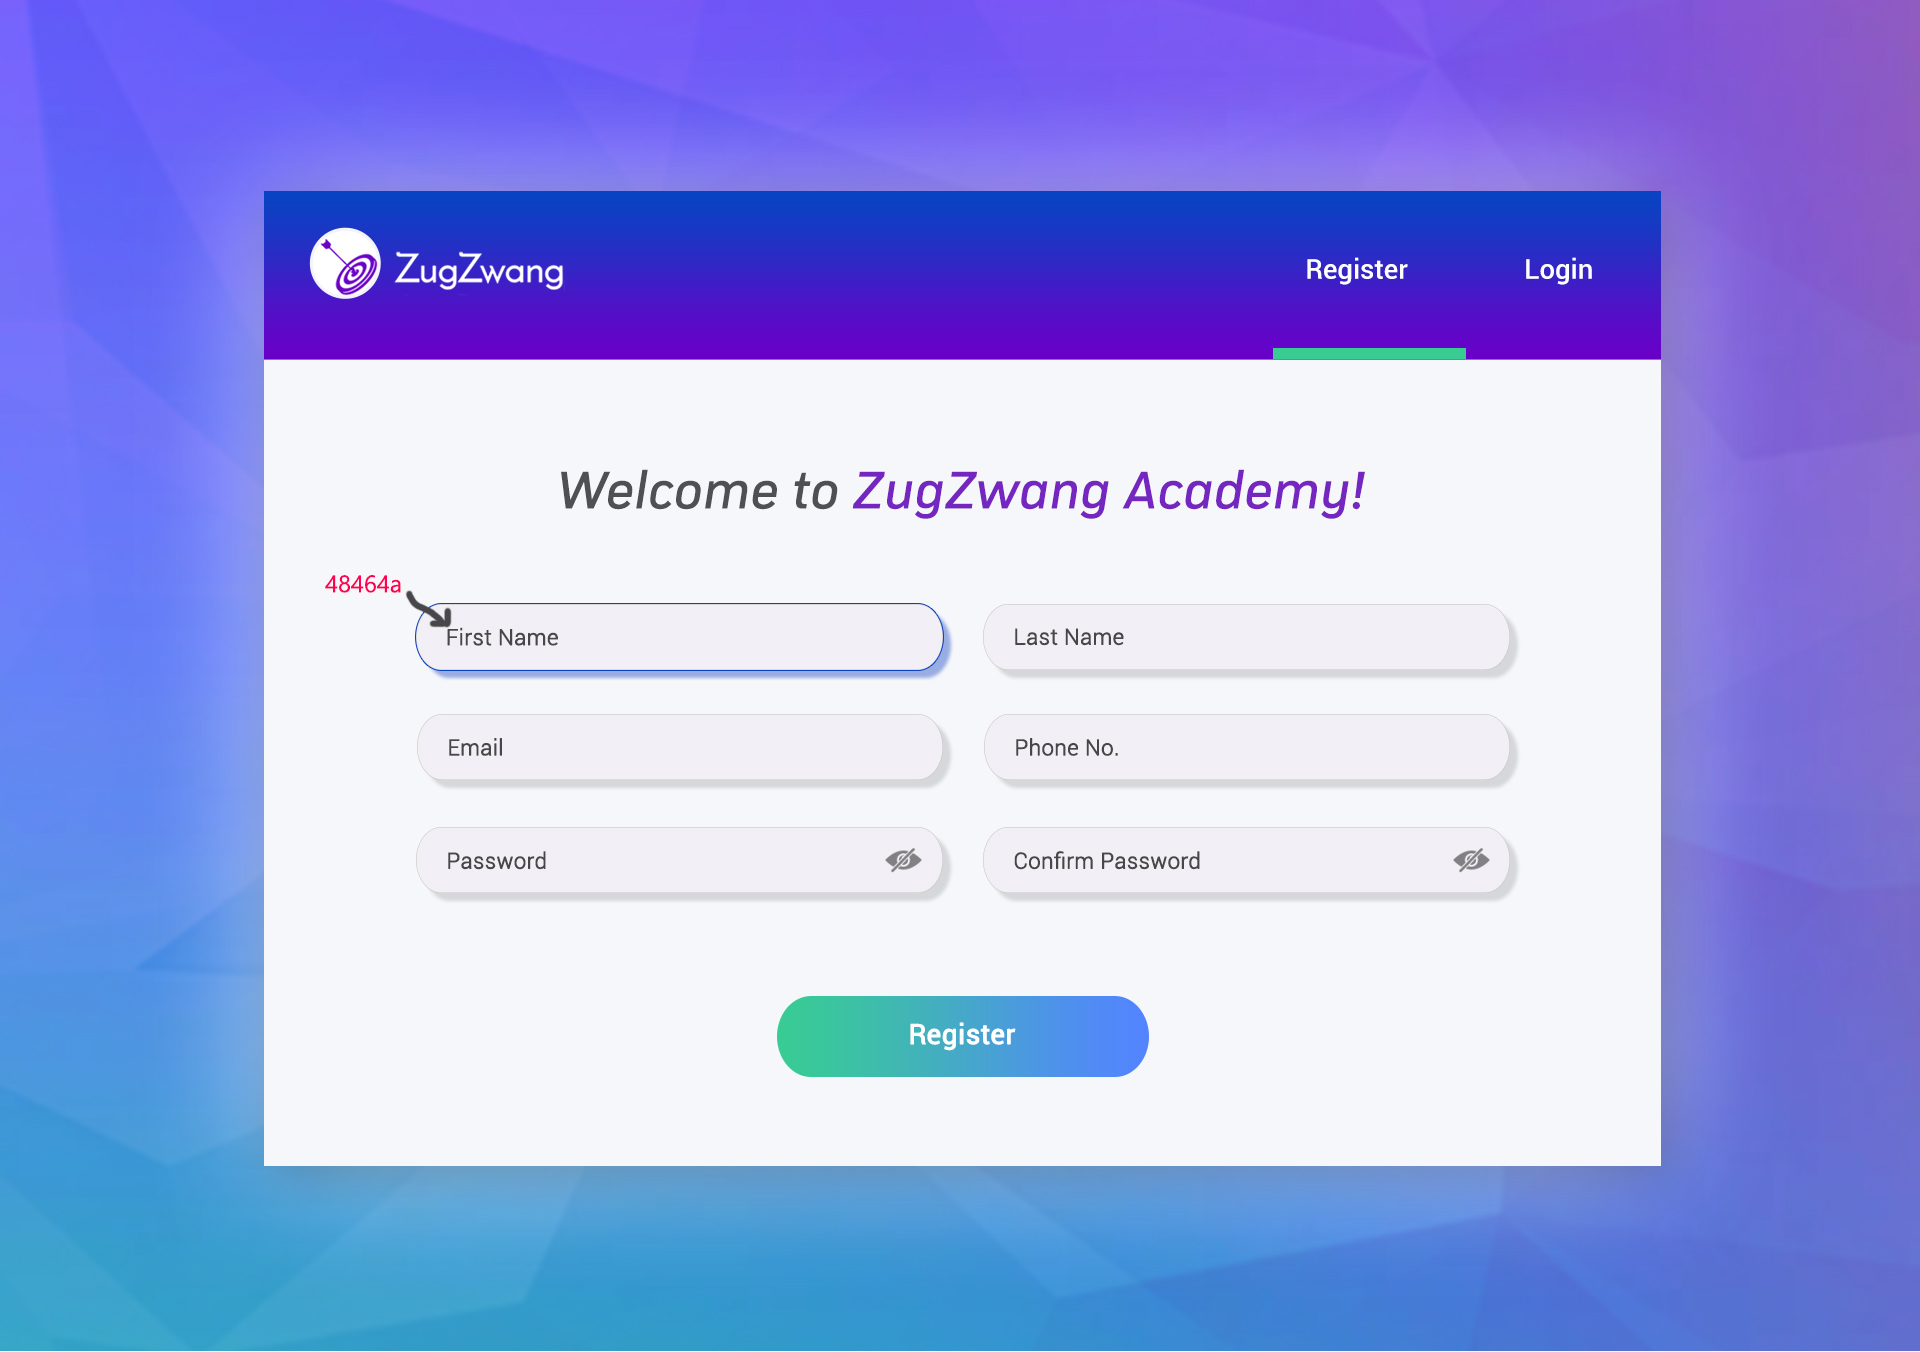 ZugZwang
Register Login
Welcome to ZugZwang Academy!
48464a
First Name Last Name
Email Phone No.
Password Confirm Password
Register